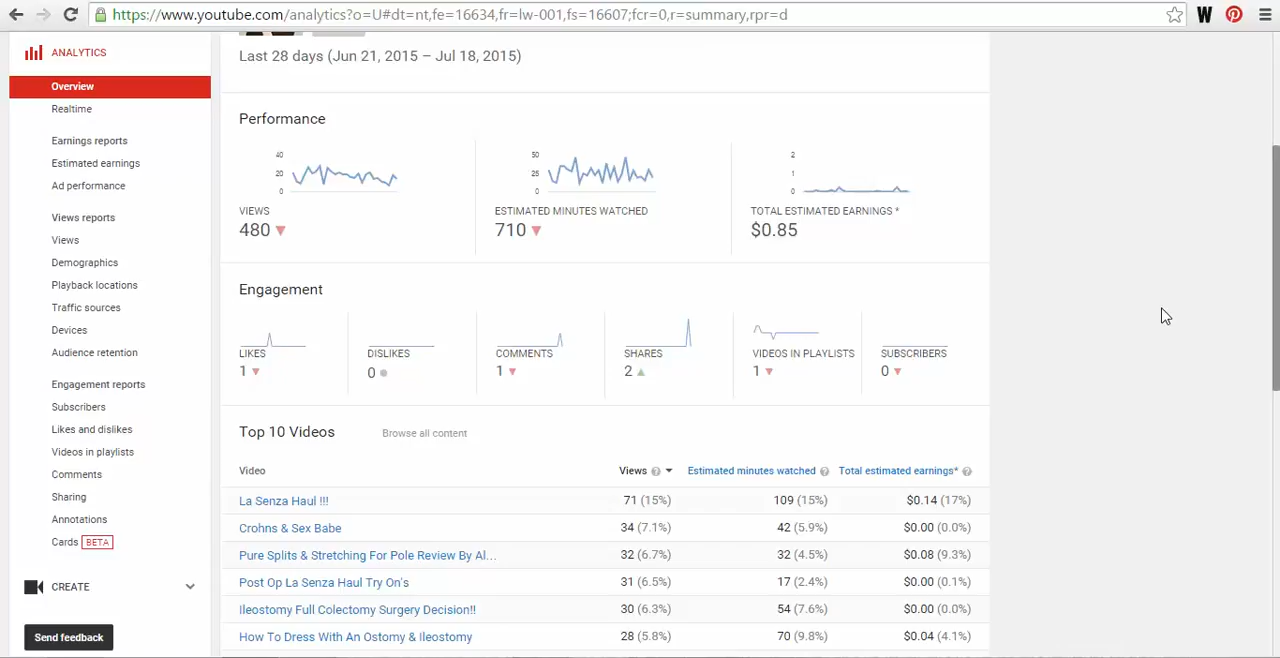 https://www.youtube.com/analytics?o=U#dt=nt,fe=16634,fr=lw-001,fs=16607;fcr=0,r=summary,rpr=d
W
ANALYTICS
Overview
Realtime
Earnings reports
Estimated earnings
Ad performance
Views reports
Views
Demographics
Playback locations
Traffic sources
Devices
Audience retention
Engagement reports
Subscribers
Likes and dislikes
Videos in playlists
Comments
Sharing
Annotations
Cards BETA
CREATE
Send feedback
Last 28 days (Jun 21, 2015 – Jul 18, 2015)
Performance
40
20
0
VIEWS
480
50
25
0
ESTIMATED MINUTES WATCHED
710
2
1
0
TOTAL ESTIMATED EARNINGS *
$0.85
Engagement
LIKES
1
DISLIKES
0
COMMENTS
1
SHARES
2
VIDEOS IN PLAYLISTS
1
SUBSCRIBERS
0
Top 10 Videos Browse all content
Video Views ? Estimated minutes watched ? Total estimated earnings* ?
La Senza Haul !!! 71 (15%) 109 (15%) $0.14 (17%)
Crohns & Sex Babe 34 (7.1%) 42 (5.9%) $0.00 (0.0%)
Pure Splits & Stretching For Pole Review By Al... 32 (6.7%) 32 (4.5%) $0.08 (9.3%)
Post Op La Senza Haul Try On's 31 (6.5%) 17 (2.4%) $0.00 (0.1%)
Ileostomy Full Colectomy Surgery Decision!! 30 (6.3%) 54 (7.6%) $0.00 (0.0%)
How To Dress With An Ostomy & Ileostomy 28 (5.8%) 70 (9.8%) $0.04 (4.1%)